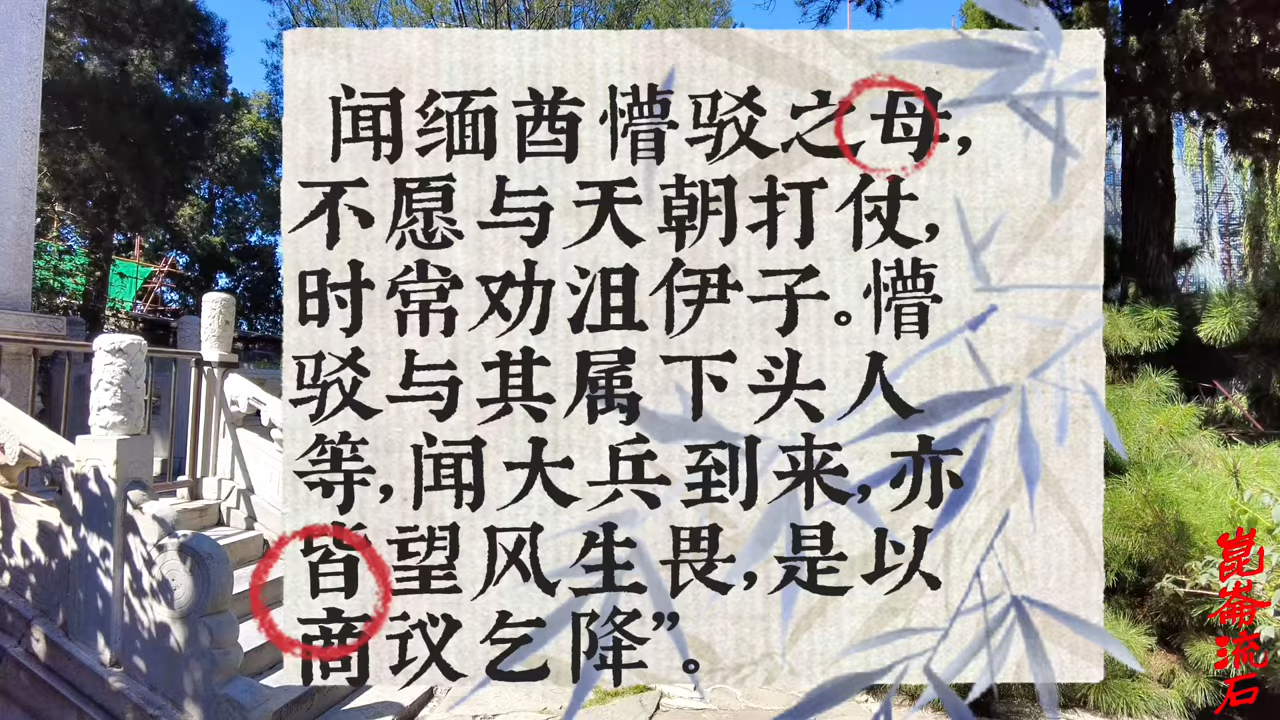 闻缅酋懵驳之母，
不愿与天朝打仗，
时常劝沮伊子。懵
驳与其属下头人
等，闻大兵到来，亦
皆望风生畏，是以
商议乞降”。
崑崙流石